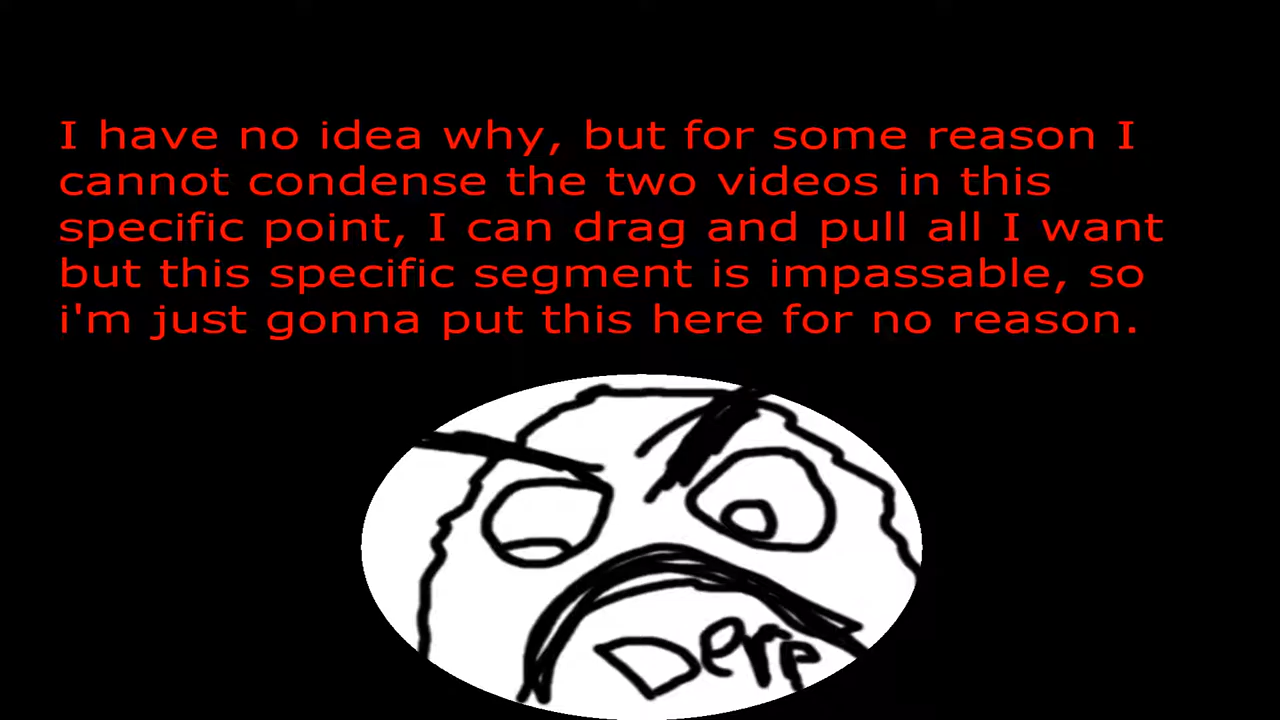 I have no idea why, but for some reason I
cannot condense the two videos in this
specific point, I can drag and pull all I want
but this specific segment is impassable, so
i'm just gonna put this here for no reason.
Derp